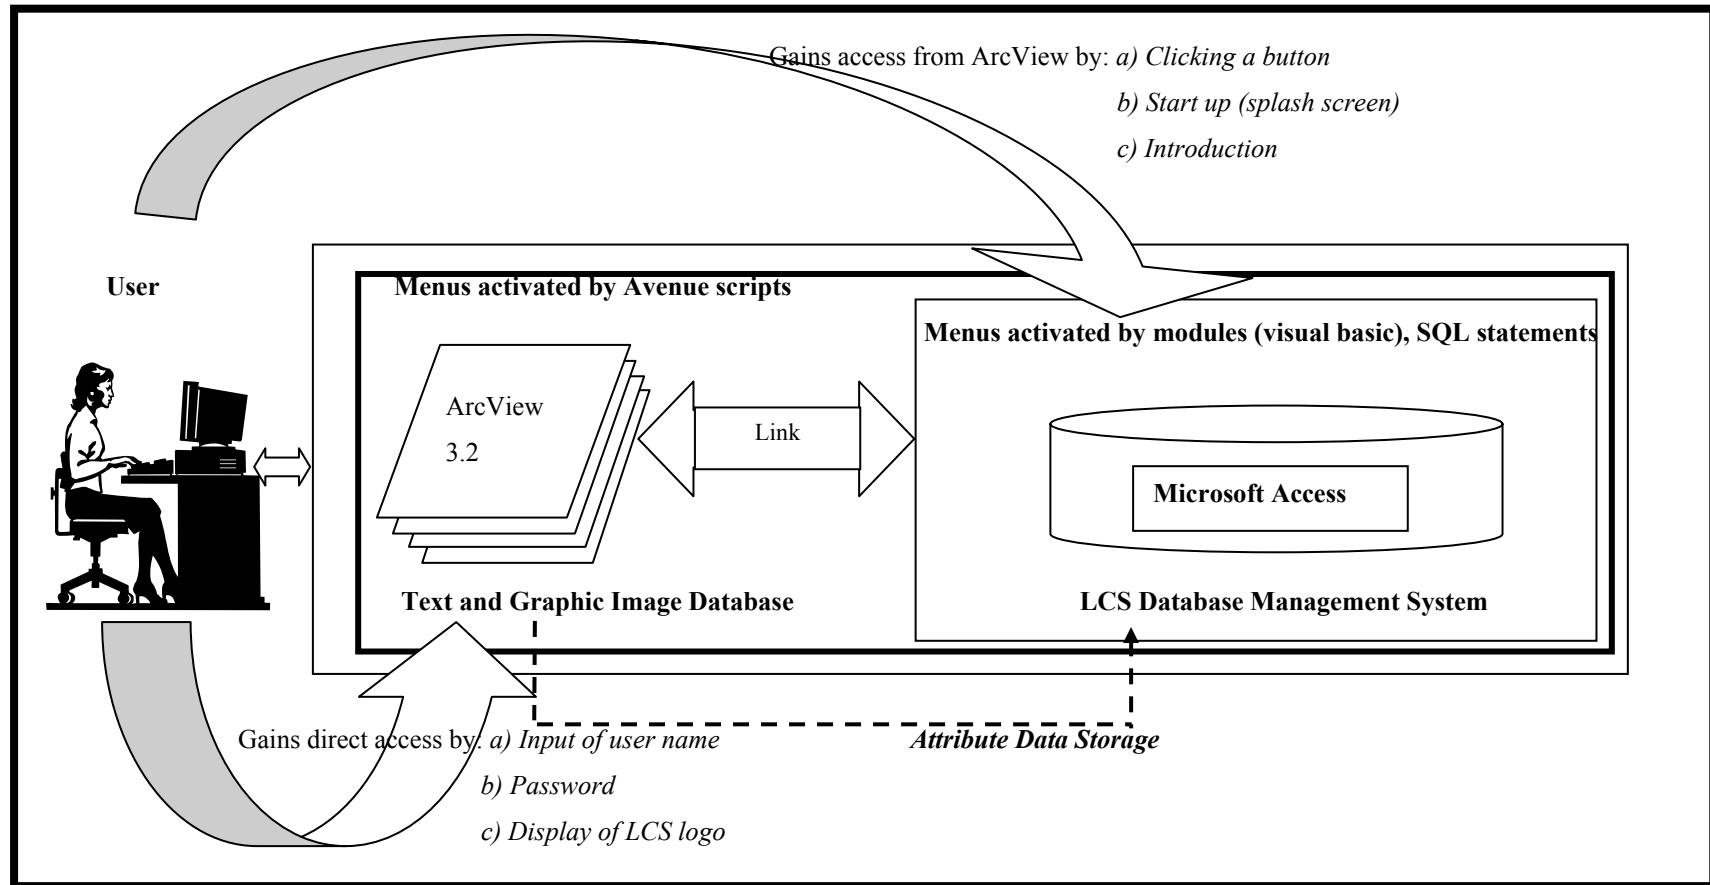 Gains access from ArcView by: a) Clicking a button
b) Start up (splash screen)
c) Introduction
User
Menus activated by Avenue scripts
Menus activated by modules (visual basic), SQL statements
ArcView
3.2
Link
Microsoft Access
Text and Graphic Image Database
LCS Database Management System
Gains direct access by: a) Input of user name
Attribute Data Storage
b) Password
c) Display of LCS logo